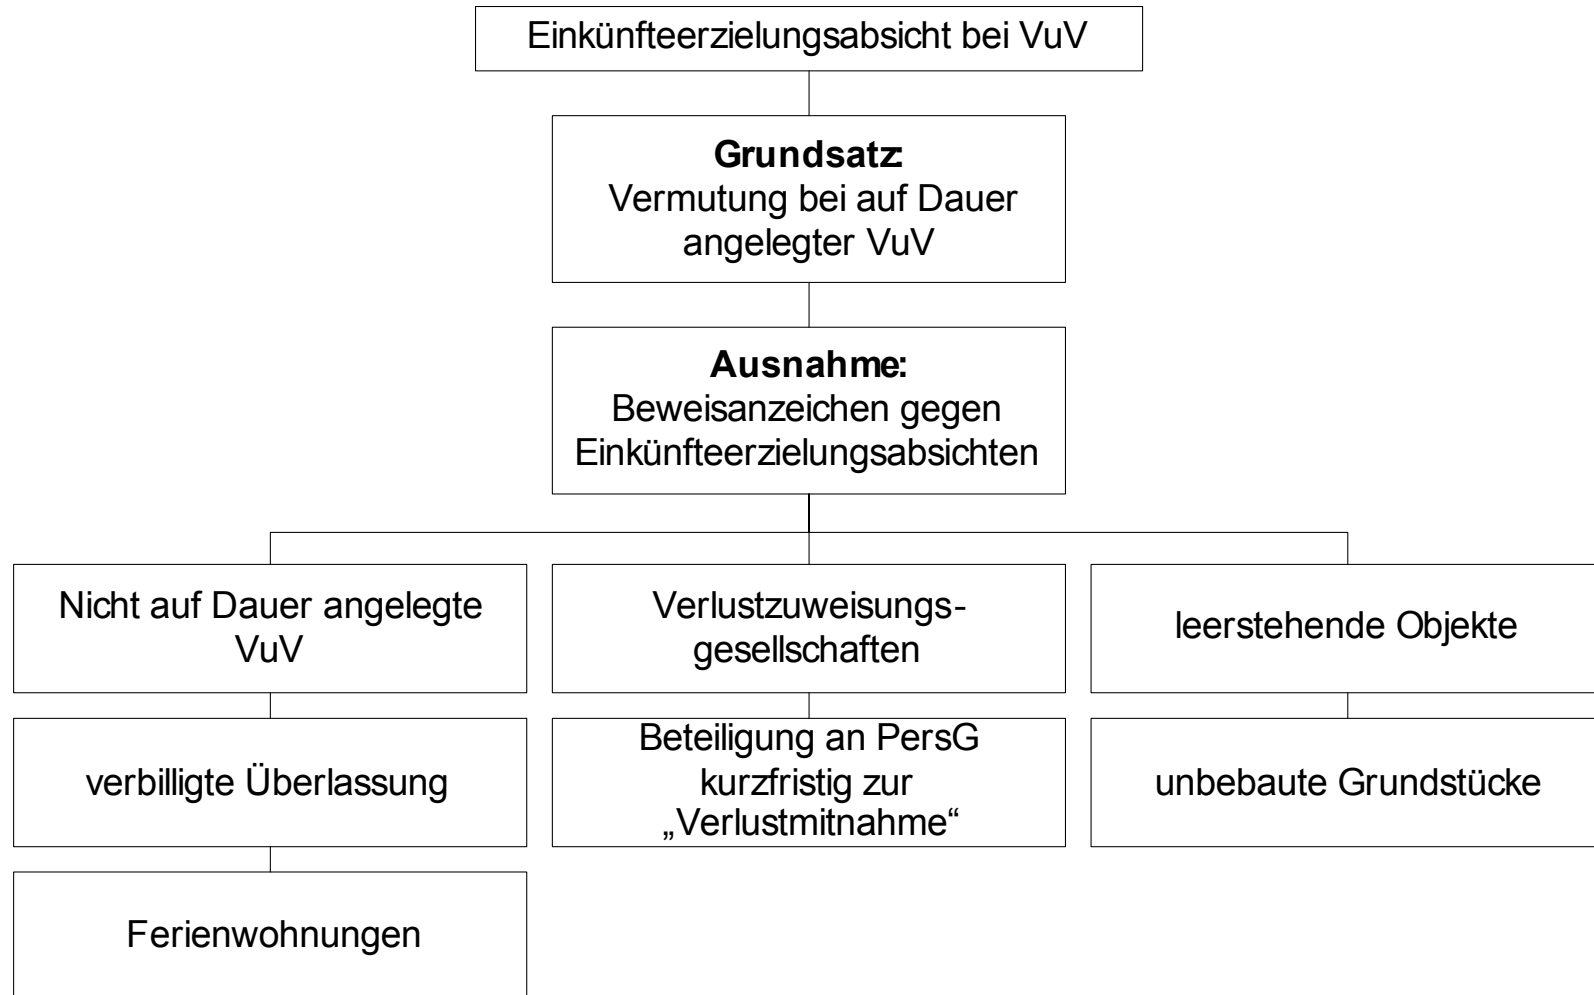 Einkünfteerzielungsabsicht bei VuV
Grundsatz:
Vermutung bei auf Dauer
angelegter VuV
Ausnahme:
Beweisanzeichen gegen
Einkünfteerzielungsabsichten
Nicht auf Dauer angelegte
VuV
Verlustzuweisungs-
gesellschaften
leerstehende Objekte
verbilligte Überlassung
Beteiligung an PersG
kurzfristig zur
„Verlustmitnahme“
unbebaute Grundstücke
Ferienwohnungen